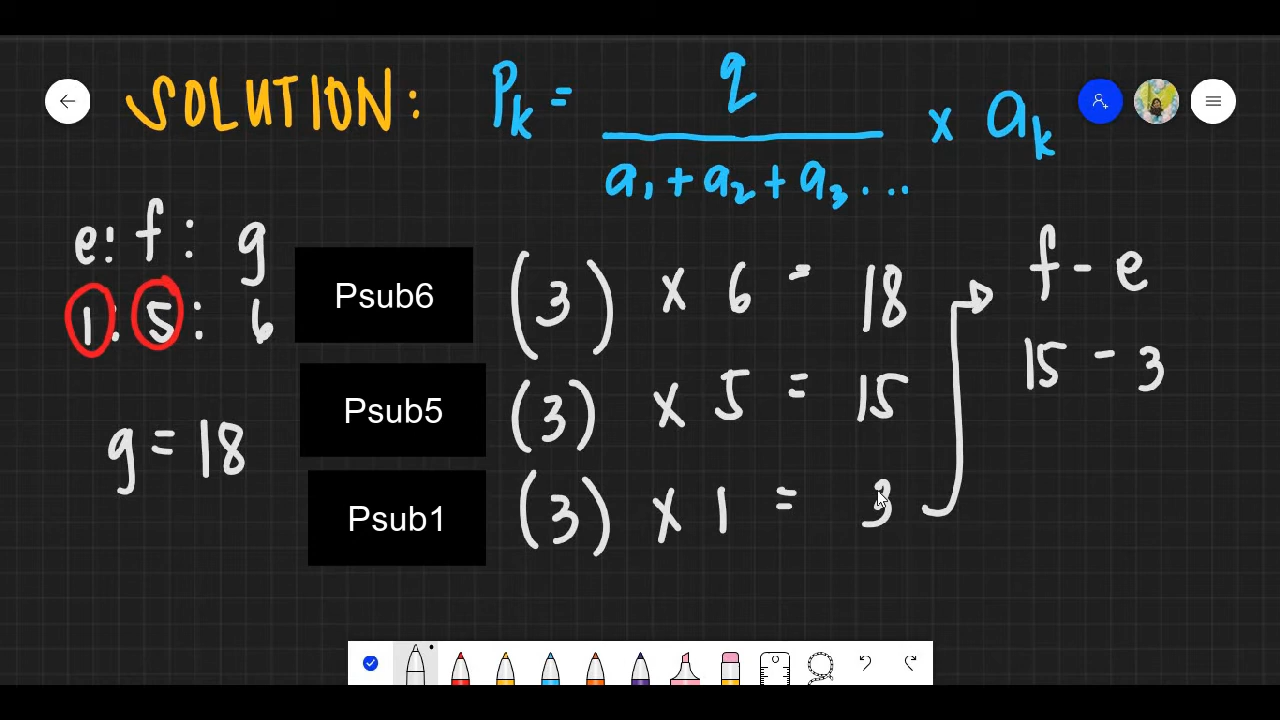 SOLUTION:
Pk = q / a1 + a2 + a3 ... x ak
e: f: g
1: 5: 6
g = 18
Psub6 (3) x 6 = 18
Psub5 (3) x 5 = 15
Psub1 (3) x 1 = 3
f - e
15 - 3